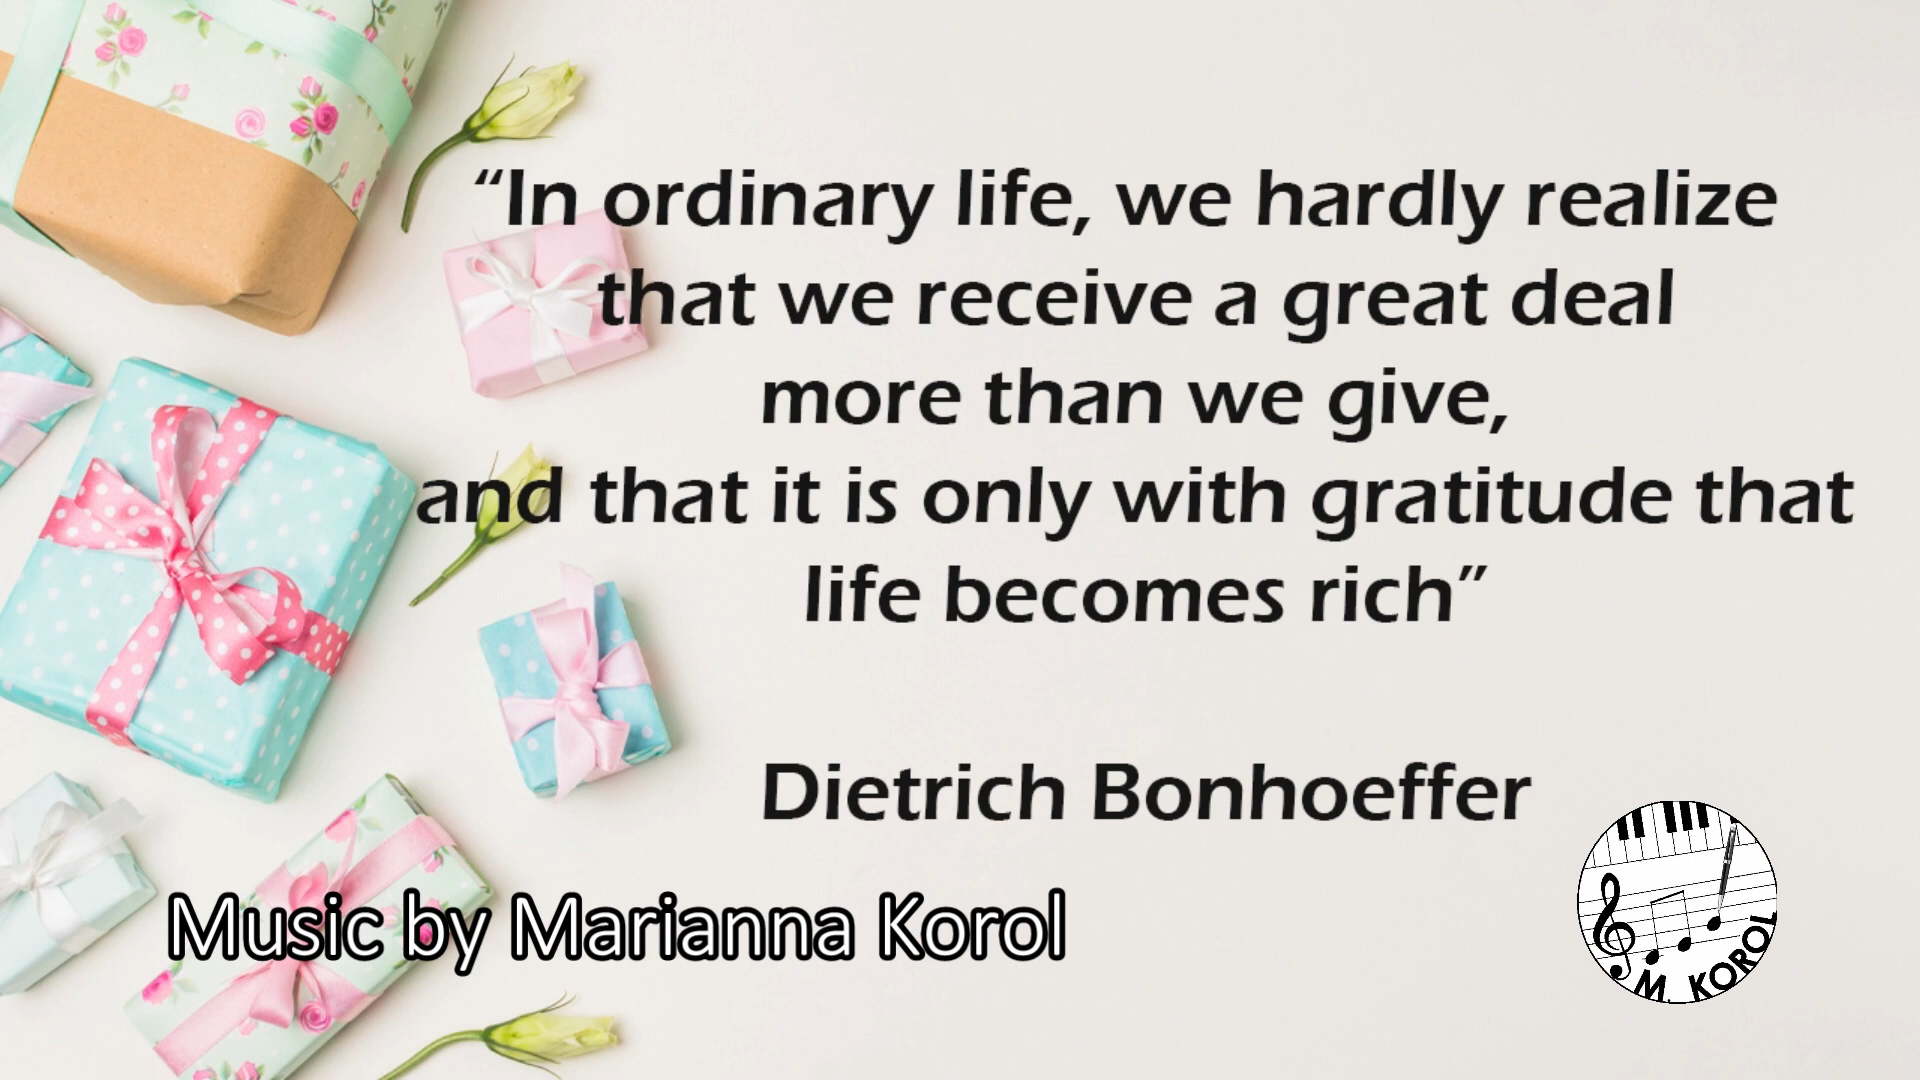 “In ordinary life, we hardly realize
that we receive a great deal
more than we give,
and that it is only with gratitude that
life becomes rich”
Dietrich Bonhoeffer
Music by Marianna Korol
M. KOROL